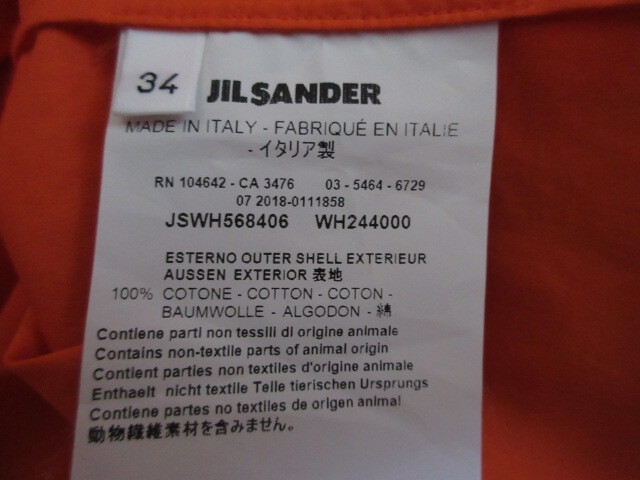 34
JIL SANDER
MADE IN ITALY - FABRIQUÉ EN ITALIE
- イタリア製
RN 104642 - CA 3476 03 - 5464 - 6729
07 2018-0111858
JSWH568406 WH244000
ESTERNO OUTER SHELL EXTERIEUR
AUSSEN EXTERIOR 表地
100% COTONE - COTTON - COTON -
BAUMWOLLE - ALGODON - 綿
Contiene parti non tessili di origine animale
Contains non-textile parts of animal origin
Contient parties non textiles d'origine animale
Enthaelt nicht textile Teile tierischen Ursprungs
Contiene partes no textiles de origen animal
動物繊維素材を含みません。